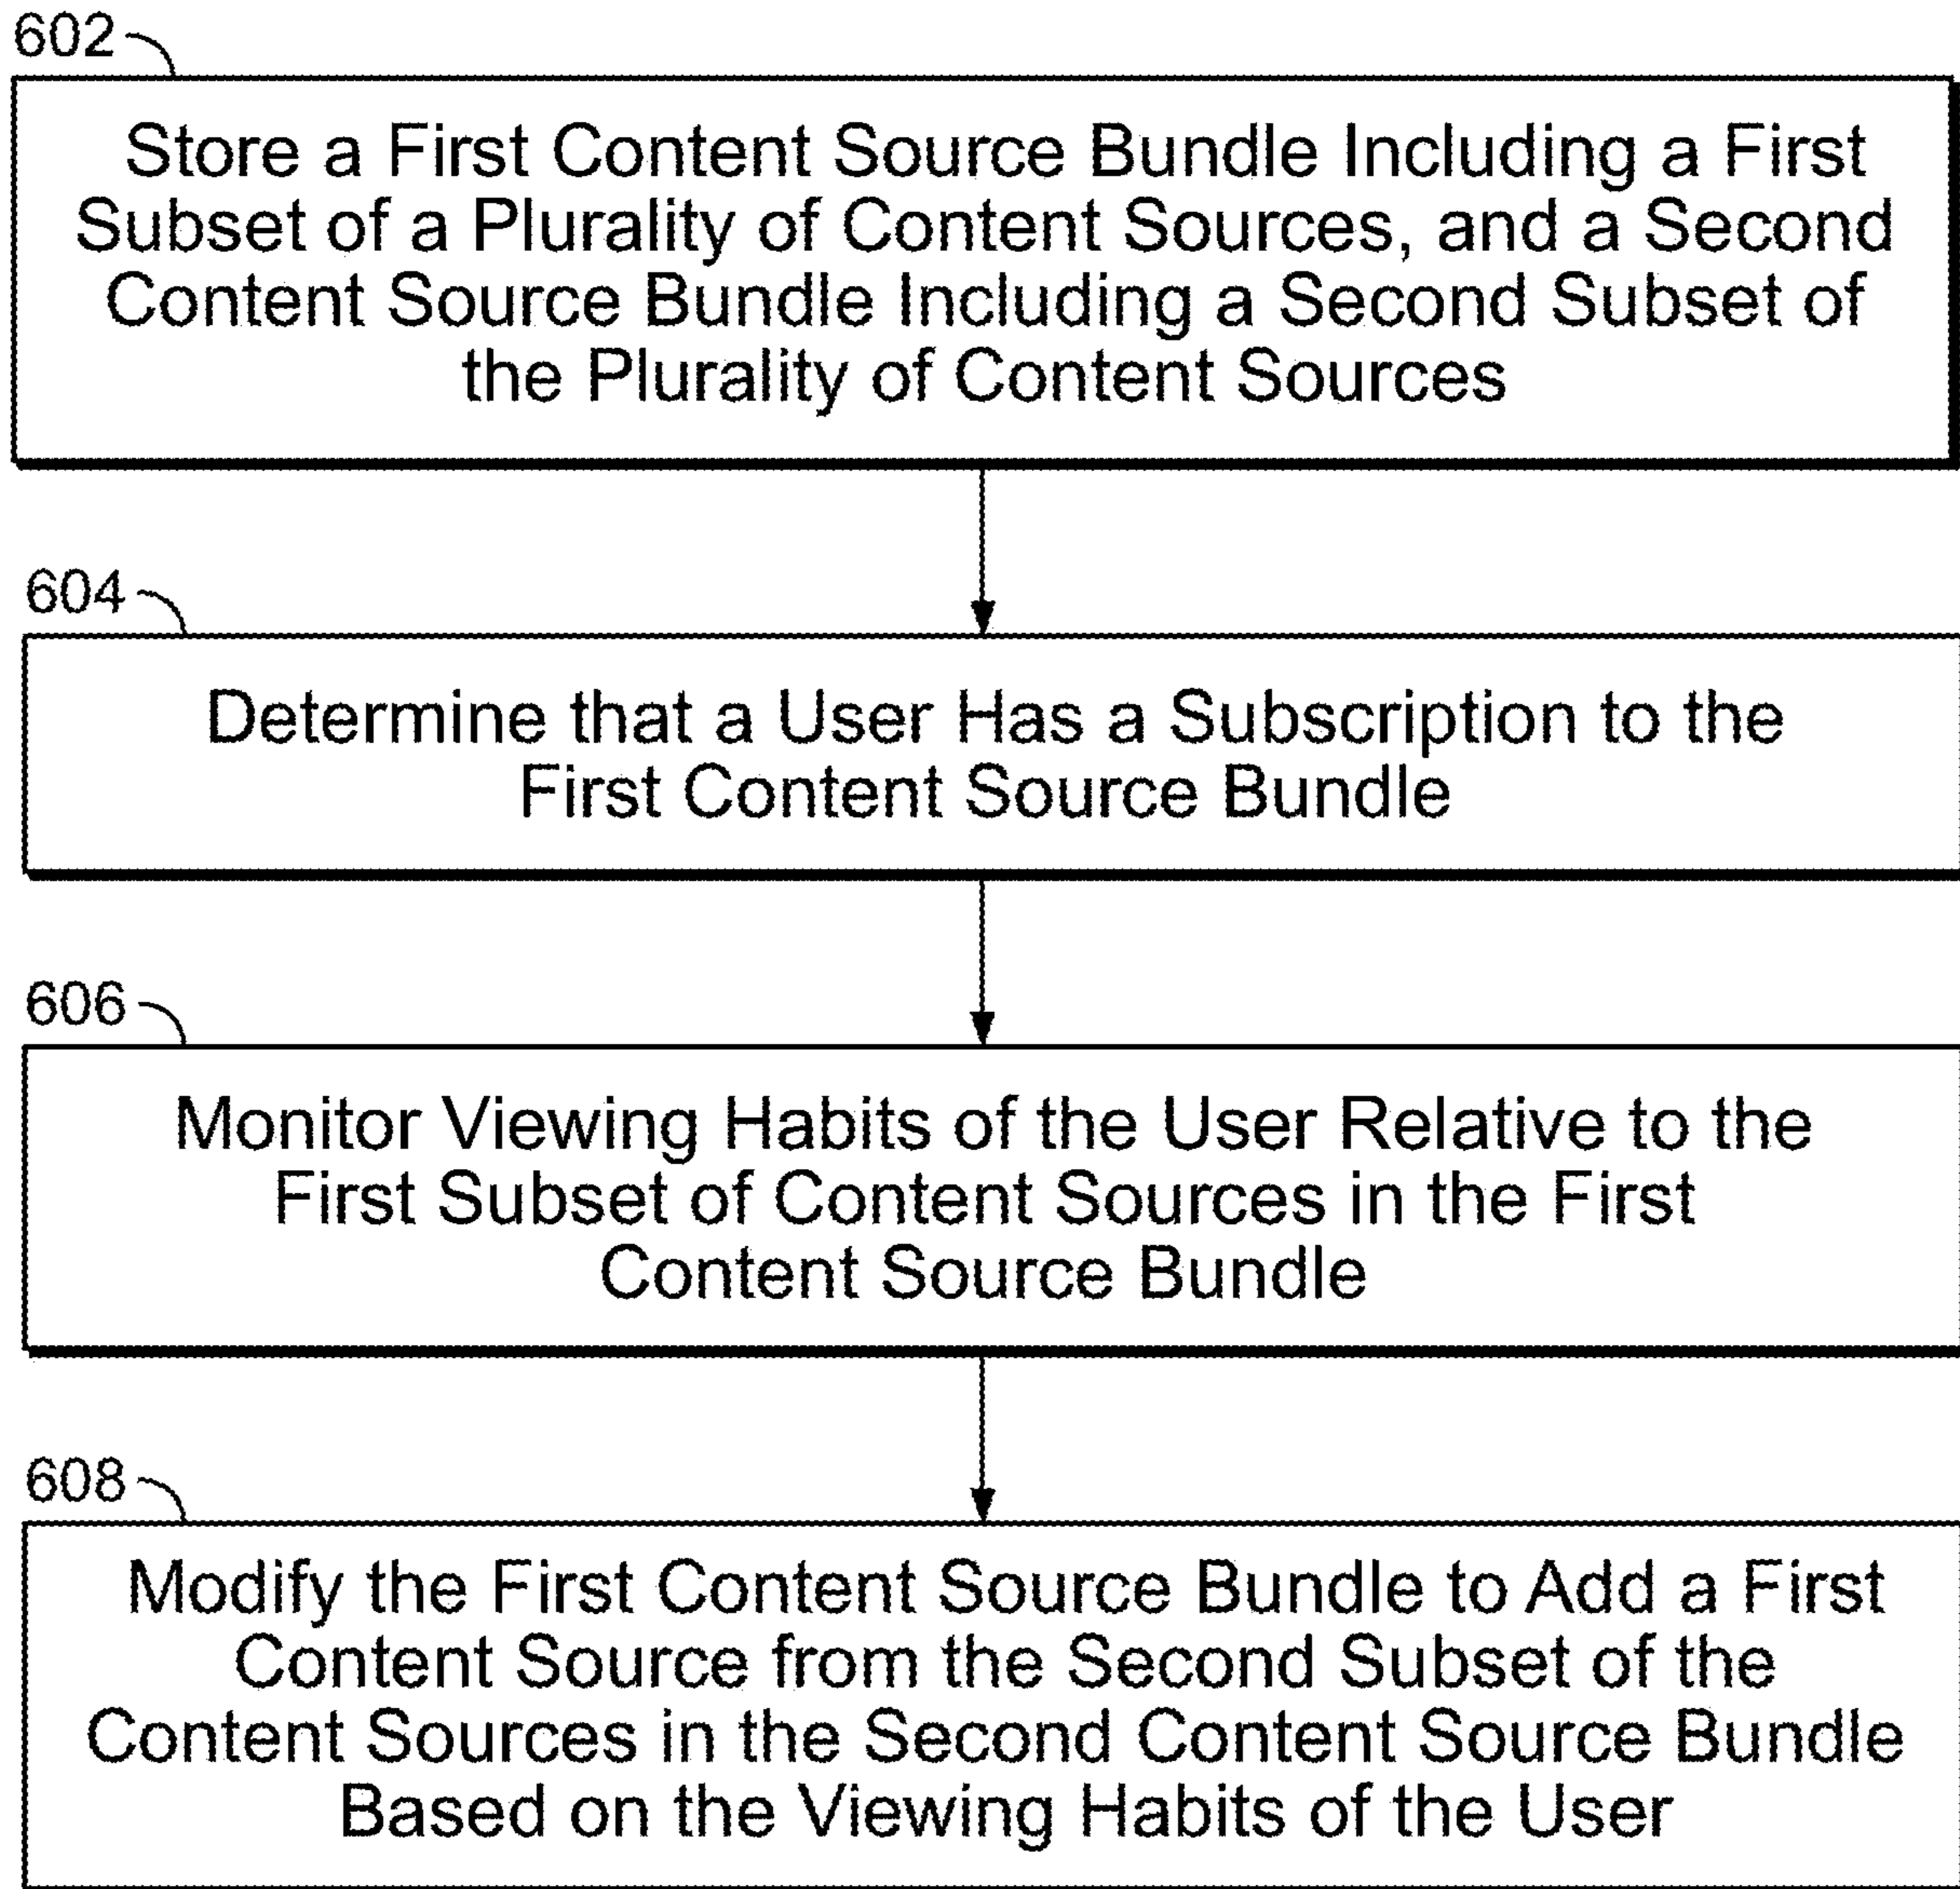 602
Store a First Content Source Bundle Including a First
Subset of a Plurality of Content Sources, and a Second
Content Source Bundle Including a Second Subset of
the Plurality of Content Sources
604
Determine that a User Has a Subscription to the
First Content Source Bundle
606
Monitor Viewing Habits of the User Relative to the
First Subset of Content Sources in the First
Content Source Bundle
608
Modify the First Content Source Bundle to Add a First
Content Source from the Second Subset of the
Content Sources in the Second Content Source Bundle
Based on the Viewing Habits of the User